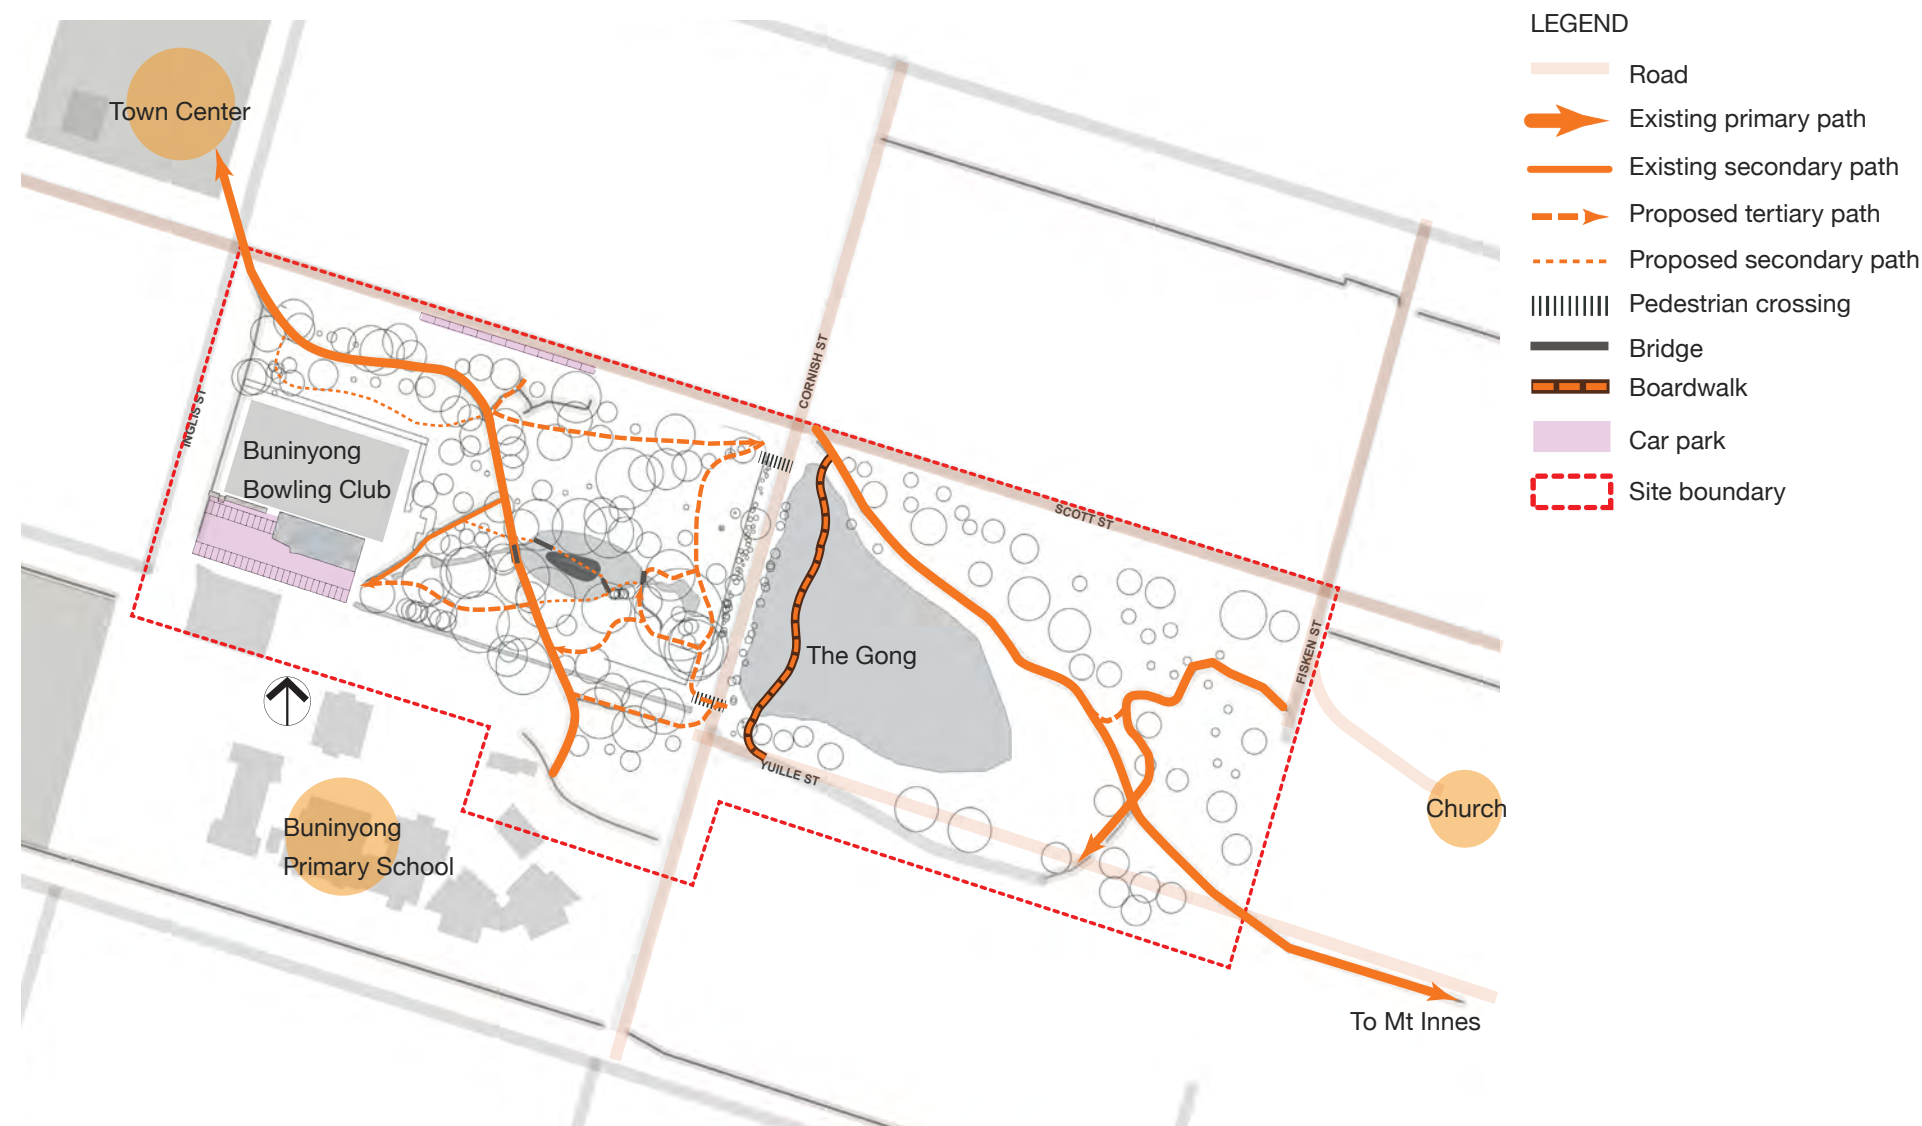 LEGEND
Road
Existing primary path
Existing secondary path
Proposed tertiary path
Proposed secondary path
Pedestrian crossing
Bridge
Boardwalk
Car park
Site boundary
Town Center
CORNISH ST
INGLIS ST
Buninyong
Bowling Club
SCOTT ST
FISKEN ST
The Gong
YUILLE ST
Church
Buninyong
Primary School
To Mt Innes